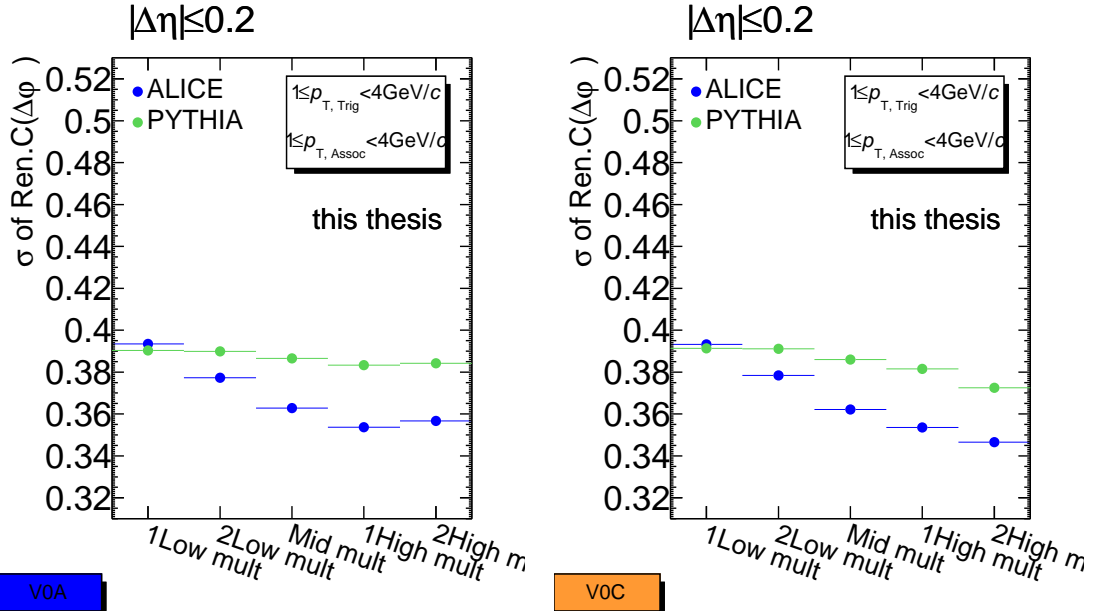 |Δη|≤0.2
σ of Ren.C(Δφ )
0.52
0.5
0.48
0.46
0.44
0.42
0.4
0.38
0.36
0.34
0.32
ALICE
PYTHIA
1≤p T, Trig <4GeV/c
1≤p T, Assoc <4GeV/c
this thesis
1Low mult
2Low mult
Mid mult
1High mult
2High m
V0A
|Δη|≤0.2
σ of Ren.C(Δφ )
0.52
0.5
0.48
0.46
0.44
0.42
0.4
0.38
0.36
0.34
0.32
ALICE
PYTHIA
1≤p T, Trig <4GeV/c
1≤p T, Assoc <4GeV/c
this thesis
1Low mult
2Low mult
Mid mult
1High mult
2High m
V0C